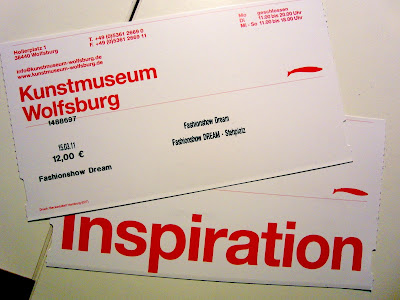 Hollerplatz 1
38440 Wolfsburg
T. +49 (0)5361 2669 0
F. +49 (0)5361 2669 11
info@kunstmuseum-wolfsburg.de
www.kunstmuseum-wolfsburg.de
Mo geschlossen
Di 11.00 bis 20.00 Uhr
Mi - So 11.00 bis 18.00 Uhr
Kunstmuseum
Wolfsburg
1488697
Fashionshow Dream
Fashionshow DREAM - Stehplatz
15.03.11
12,00 €
Fashionshow Dream
Inspiration